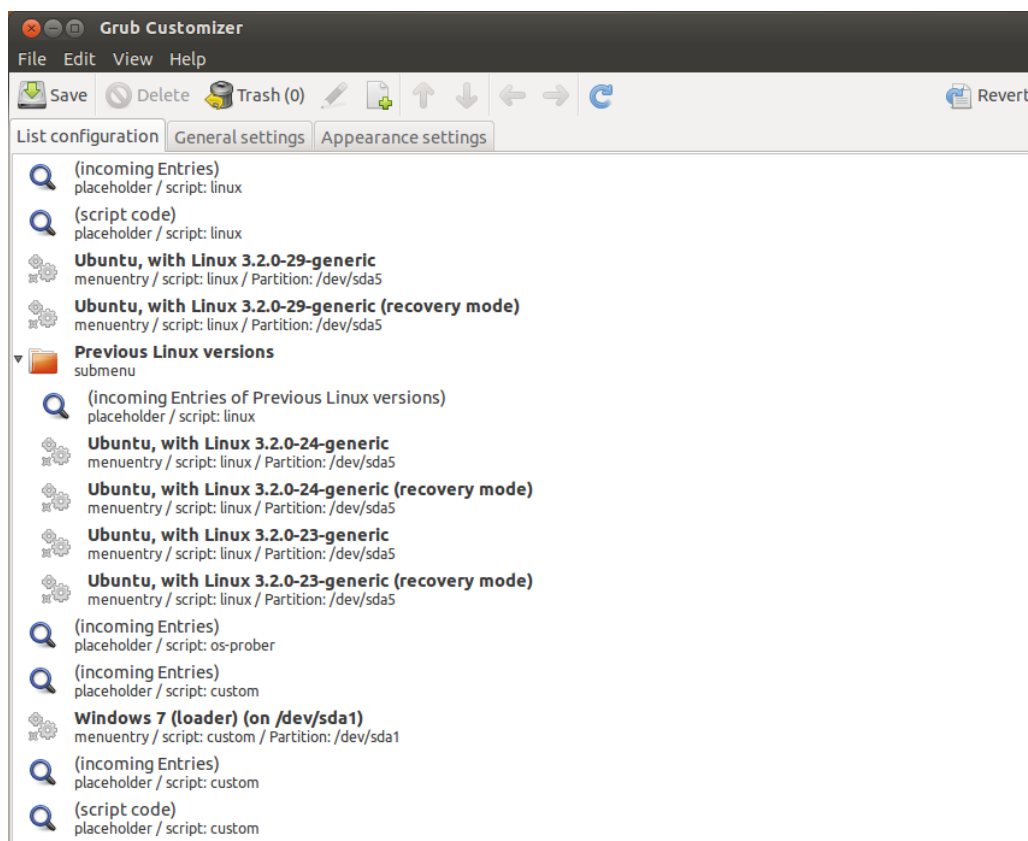 Grub Customizer
File Edit View Help
Save Delete Trash (0) Revert
List configuration General settings Appearance settings
(incoming Entries)
placeholder / script: linux
(script code)
placeholder / script: linux
Ubuntu, with Linux 3.2.0-29-generic
menuentry / script: linux / Partition: /dev/sda5
Ubuntu, with Linux 3.2.0-29-generic (recovery mode)
menuentry / script: linux / Partition: /dev/sda5
Previous Linux versions
submenu
(incoming Entries of Previous Linux versions)
placeholder / script: linux
Ubuntu, with Linux 3.2.0-24-generic
menuentry / script: linux / Partition: /dev/sda5
Ubuntu, with Linux 3.2.0-24-generic (recovery mode)
menuentry / script: linux / Partition: /dev/sda5
Ubuntu, with Linux 3.2.0-23-generic
menuentry / script: linux / Partition: /dev/sda5
Ubuntu, with Linux 3.2.0-23-generic (recovery mode)
menuentry / script: linux / Partition: /dev/sda5
(incoming Entries)
placeholder / script: os-prober
(incoming Entries)
placeholder / script: custom
Windows 7 (loader) (on /dev/sda1)
menuentry / script: custom / Partition: /dev/sda1
(incoming Entries)
placeholder / script: custom
(script code)
placeholder / script: custom